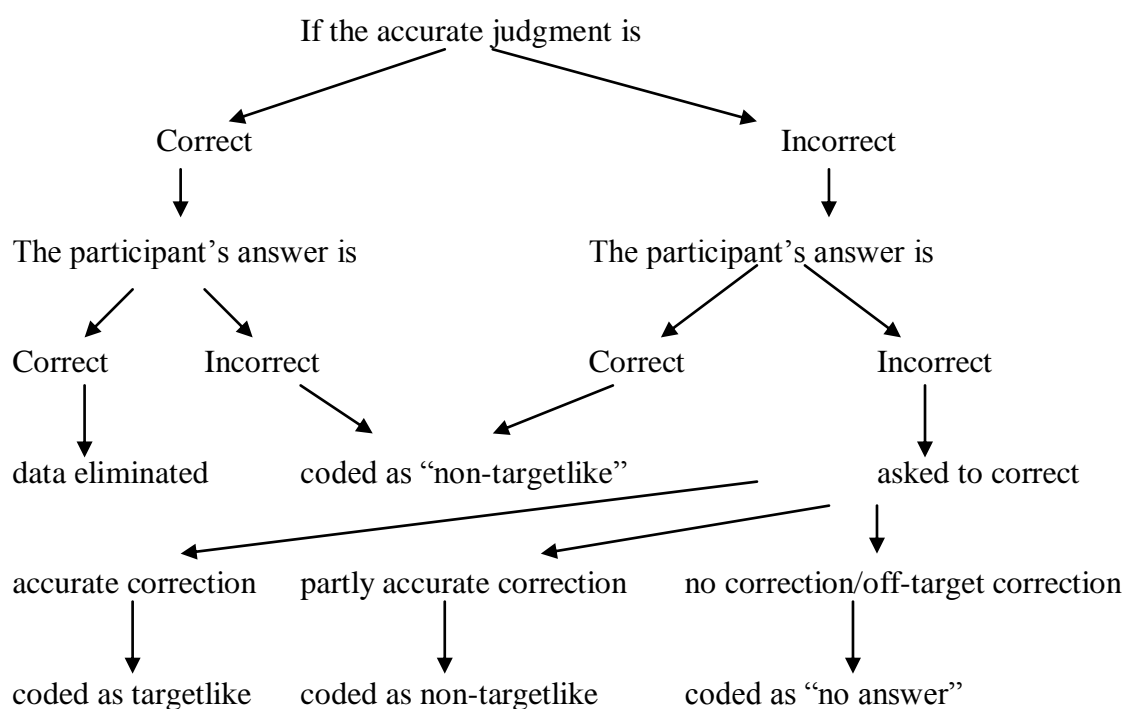 If the accurate judgment is
Correct Incorrect
The participant’s answer is The participant’s answer is
Correct Incorrect Correct Incorrect
data eliminated coded as “non-targetlike” asked to correct
accurate correction partly accurate correction no correction/off-target correction
coded as targetlike coded as non-targetlike coded as “no answer”